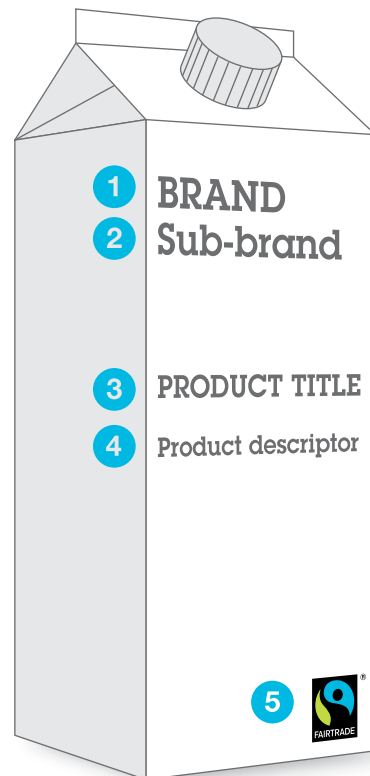 1 BRAND
2 Sub-brand
3 PRODUCT TITLE
4 Product descriptor
5
FAIRTRADE ®